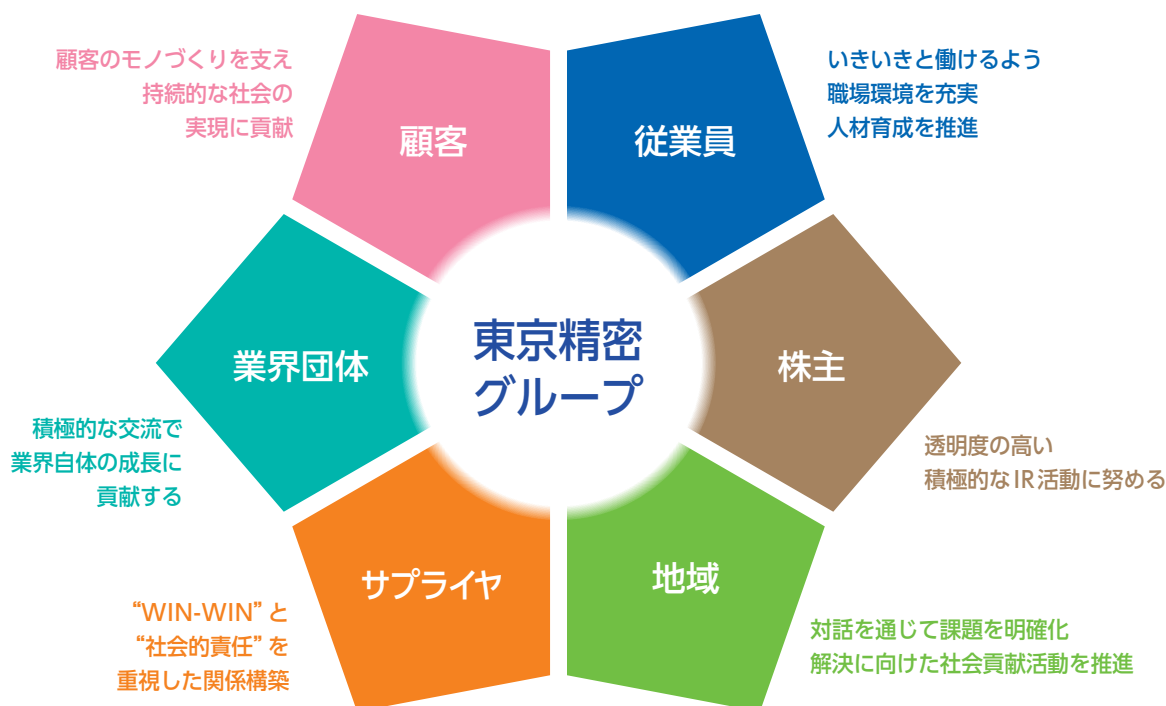 顧客のモノづくりを支え
持続的な社会の
実現に貢献
顧客
従業員
いきいきと働けるよう
職場環境を充実
人材育成を推進
業界団体
東京精密
グループ
株主
積極的な交流で
業界自体の成長に
貢献する
透明度の高い
積極的なIR活動に努める
サプライヤ
地域
“WIN-WIN”と
“社会的責任”を
重視した関係構築
対話を通じて課題を明確化
解決に向けた社会貢献活動を推進